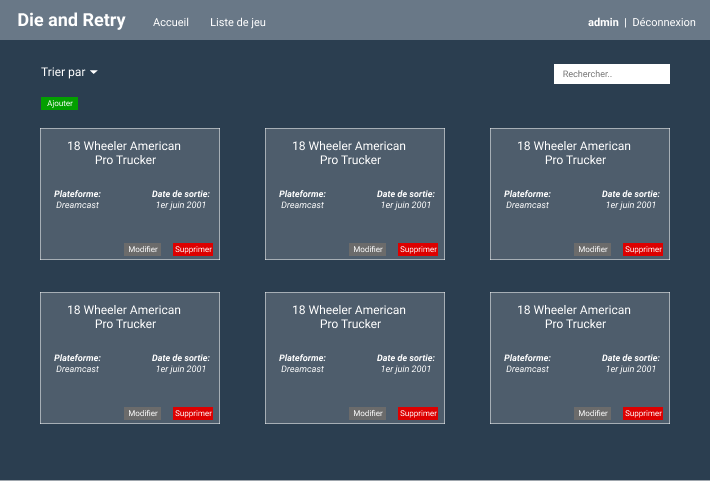 Die and Retry Accueil Liste de jeu admin | Déconnexion
Trier par Rechercher..
Ajouter
18 Wheeler American
Pro Trucker
Plateforme: Date de sortie:
Dreamcast 1er juin 2001
Modifier Supprimer
18 Wheeler American
Pro Trucker
Plateforme: Date de sortie:
Dreamcast 1er juin 2001
Modifier Supprimer
18 Wheeler American
Pro Trucker
Plateforme: Date de sortie:
Dreamcast 1er juin 2001
Modifier Supprimer
18 Wheeler American
Pro Trucker
Plateforme: Date de sortie:
Dreamcast 1er juin 2001
Modifier Supprimer
18 Wheeler American
Pro Trucker
Plateforme: Date de sortie:
Dreamcast 1er juin 2001
Modifier Supprimer
18 Wheeler American
Pro Trucker
Plateforme: Date de sortie:
Dreamcast 1er juin 2001
Modifier Supprimer